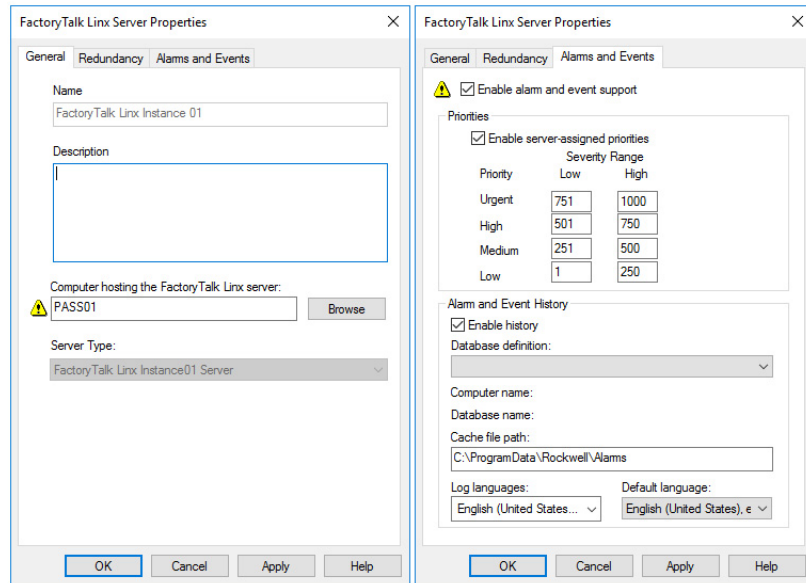 FactoryTalk Linx Server Properties
General Redundancy Alarms and Events
Name
FactoryTalk Linx Instance 01
Description
Computer hosting the FactoryTalk Linx server:
PASS01
Browse
Server Type:
FactoryTalk Linx Instance01 Server
OK Cancel Apply Help
FactoryTalk Linx Server Properties
General Redundancy Alarms and Events
Enable alarm and event support
Priorities
Enable server-assigned priorities
Severity Range
Priority Low High
Urgent 751 1000
High 501 750
Medium 251 500
Low 1 250
Alarm and Event History
Enable history
Database definition:
Computer name:
Database name:
Cache file path:
C:\ProgramData\Rockwell\Alarms
Log languages: Default language:
English (United States... English (United States), e
OK Cancel Apply Help